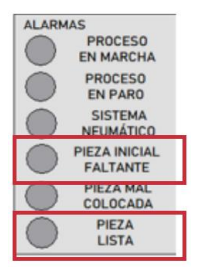 ALARMAS
PROCESO
EN MARCHA
PROCESO
EN PARO
SISTEMA
NEUMÁTICO
PIEZA INICIAL
FALTANTE
PIEZA MAL
COLOCADA
PIEZA
LISTA